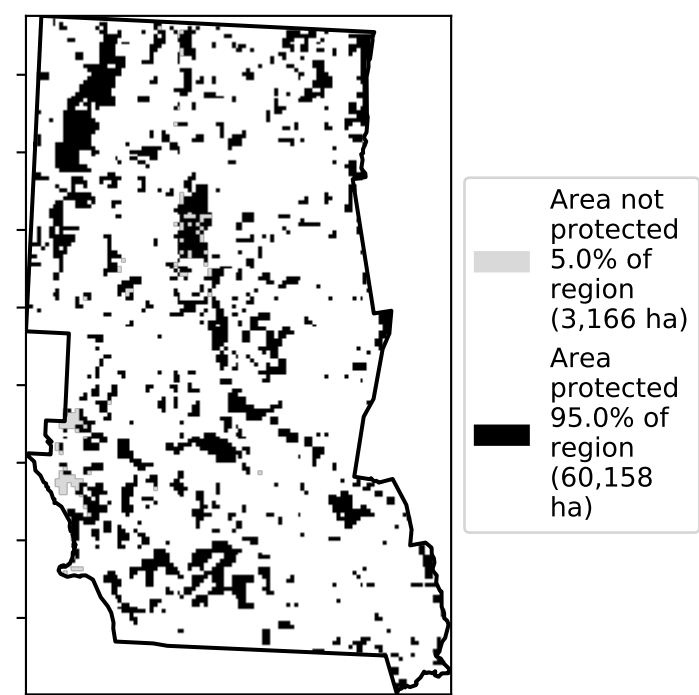 Area not
protected
5.0% of
region
(3,166 ha)
Area
protected
95.0% of
region
(60,158
ha)